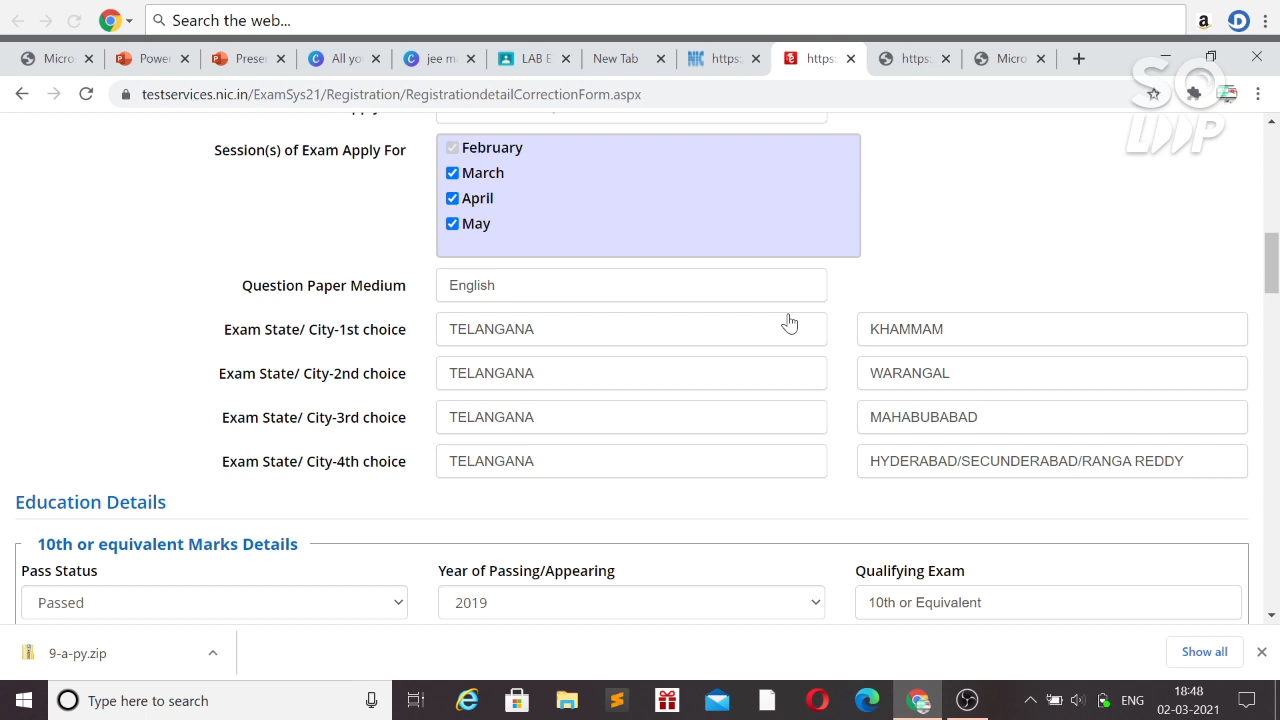 Search the web...
Micro
Power
Prese
All yo
jee m
LAB E
New Tab
NIC
https:
https:
https:
Micro
testservices.nic.in/ExamSys21/Registration/RegistrationdetailCorrectionForm.aspx
Session(s) of Exam Apply For
February
March
April
May
Question Paper Medium
English
Exam State/ City-1st choice
TELANGANA
KHAMMAM
Exam State/ City-2nd choice
TELANGANA
WARANGAL
Exam State/ City-3rd choice
TELANGANA
MAHABUBABAD
Exam State/ City-4th choice
TELANGANA
HYDERABAD/SECUNDERABAD/RANGA REDDY
Education Details
10th or equivalent Marks Details
Pass Status
Year of Passing/Appearing
Qualifying Exam
Passed
2019
10th or Equivalent
9-a-py.zip
Show all
Type here to search
ENG
18:48
02-03-2021